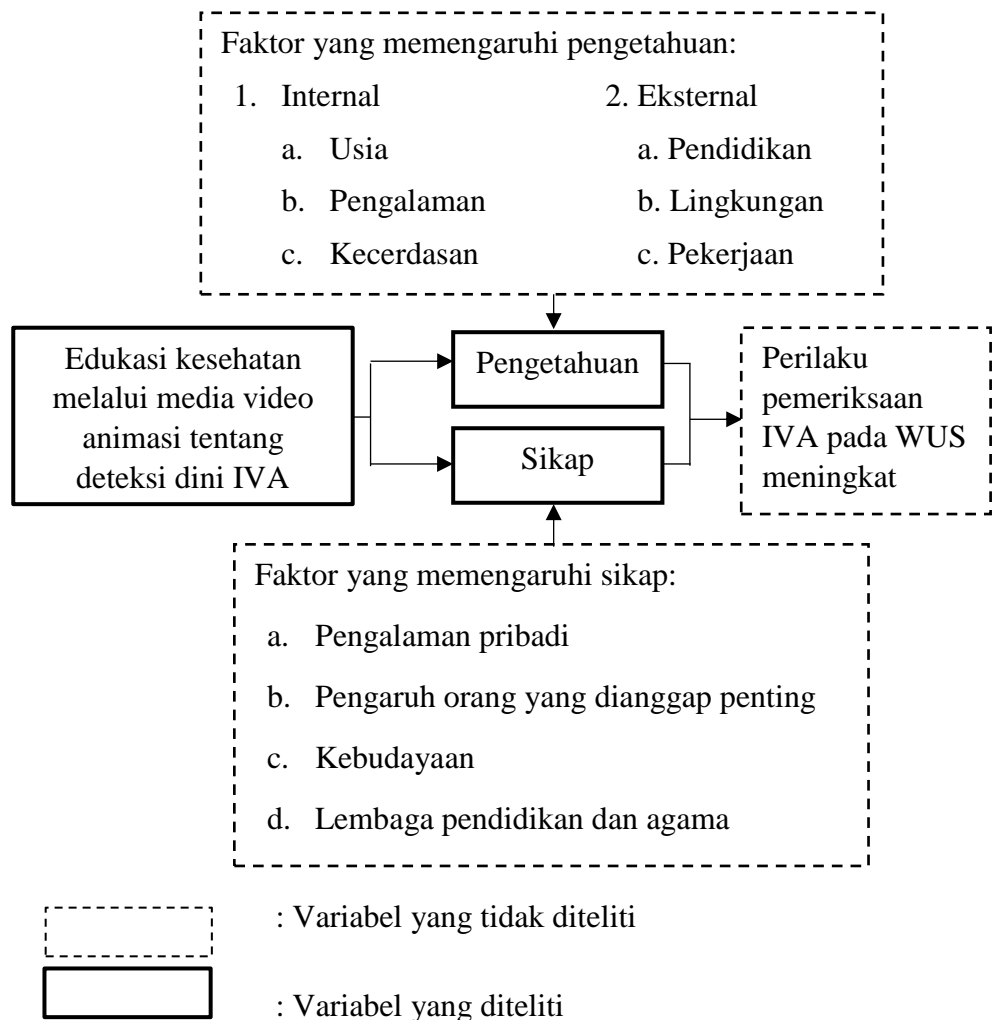 Faktor yang memengaruhi pengetahuan:
1. Internal 2. Eksternal
a. Usia a. Pendidikan
b. Pengalaman b. Lingkungan
c. Kecerdasan c. Pekerjaan
Edukasi kesehatan
melalui media video
animasi tentang
deteksi dini IVA
Pengetahuan
Sikap
Perilaku
pemeriksaan
IVA pada WUS
meningkat
Faktor yang memengaruhi sikap:
a. Pengalaman pribadi
b. Pengaruh orang yang dianggap penting
c. Kebudayaan
d. Lembaga pendidikan dan agama
: Variabel yang tidak diteliti
: Variabel yang diteliti